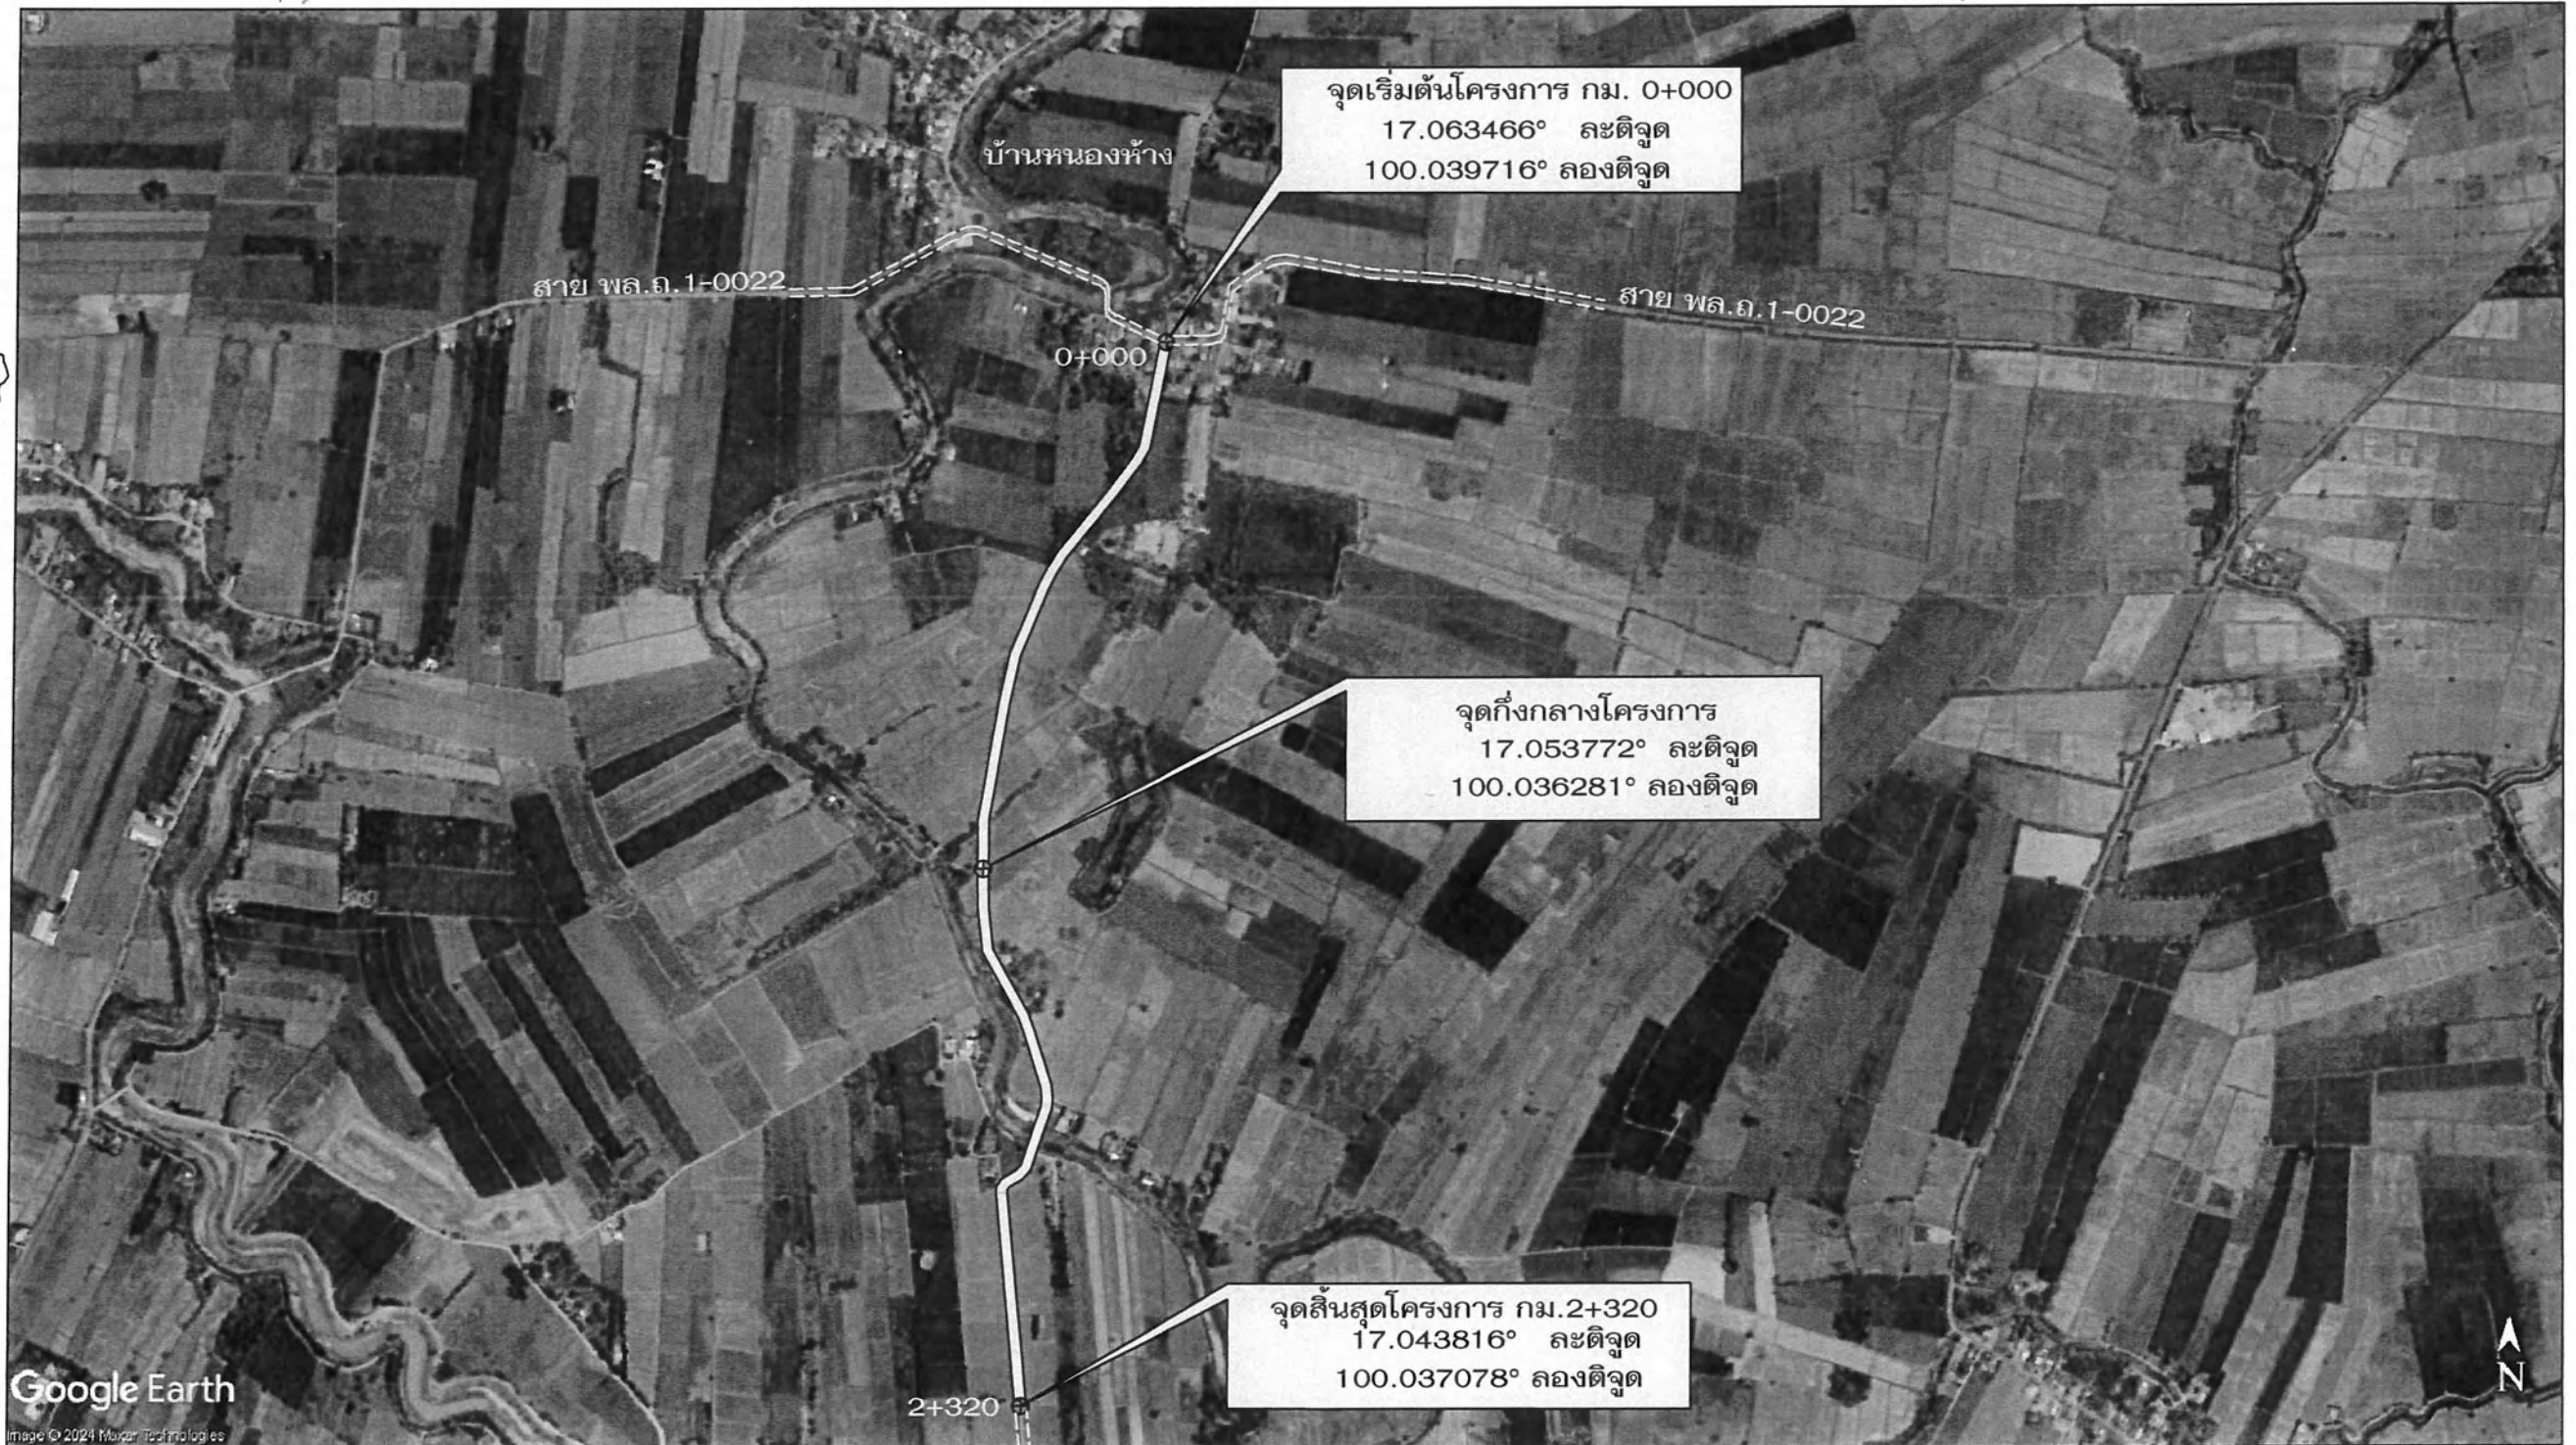 จุดเริ่มต้นโครงการ กม. 0+000
17.063466° ละติจูด
100.039716° ลองติจูด
บ้านหนองห้าง
สาย พล.ถ.1-0022
สาย พล.ถ.1-0022
0+000
จุดกึ่งกลางโครงการ
17.053772° ละติจูด
100.036281° ลองติจูด
จุดสิ้นสุดโครงการ กม.2+320
17.043816° ละติจูด
100.037078° ลองติจูด
2+320
N
Google Earth
Image © 2024 Maxar Technologies